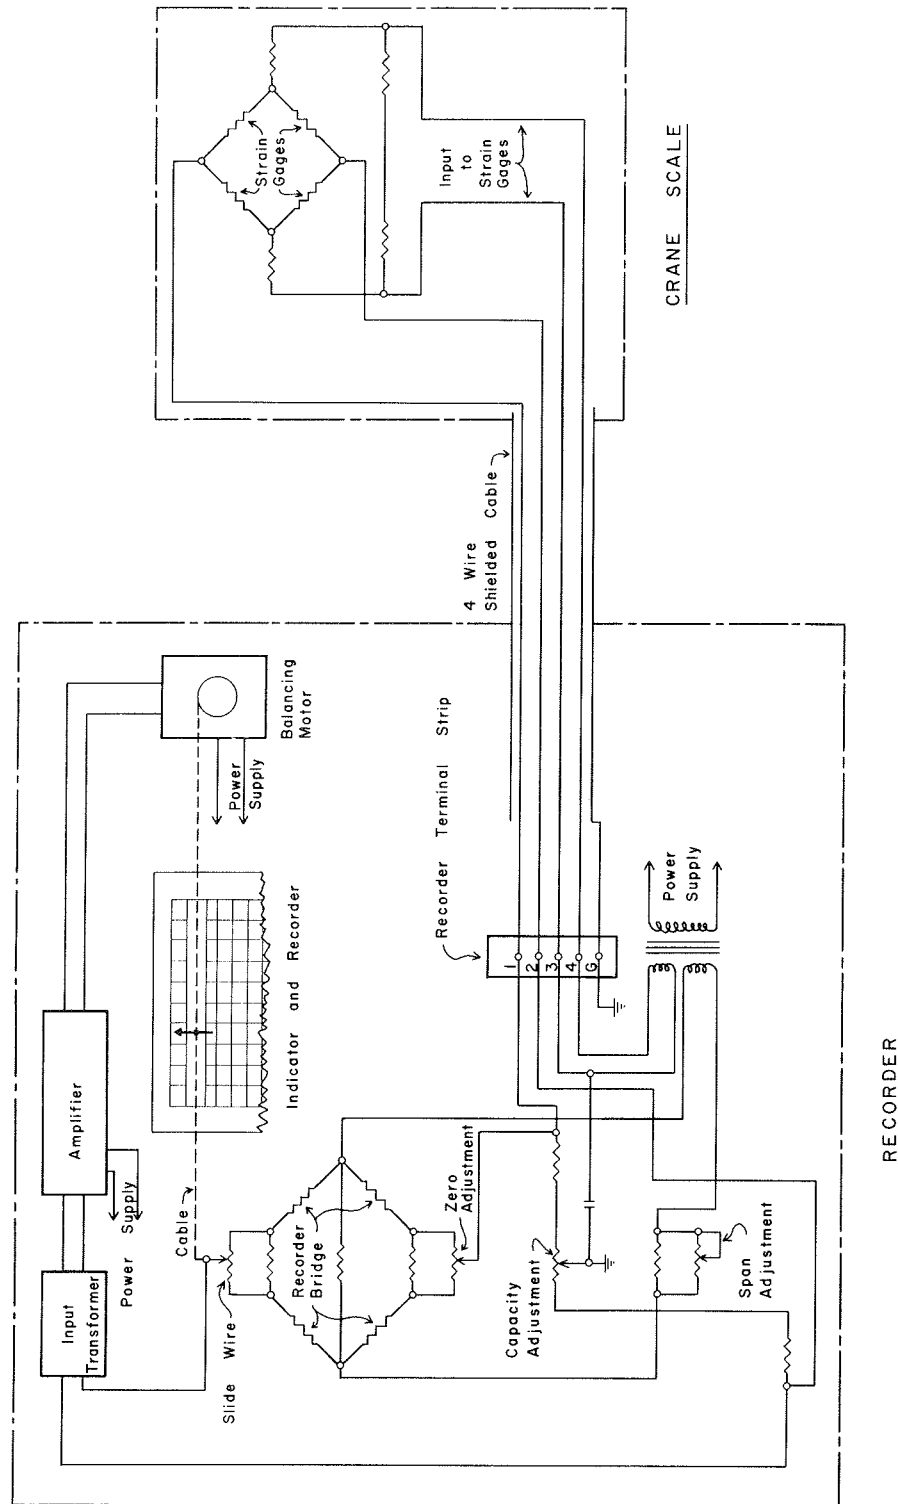 Input
Transformer
Amplifier
Power Supply
Cable
Slide Wire
Recorder
Bridge
Zero
Adjustment
Capacity
Adjustment
Span
Adjustment
Indicator and Recorder
Balancing
Motor
Power
Supply
Recorder Terminal Strip
1
2
3
4
G
Power
Supply
4 Wire
Shielded Cable
Strain
Gages
Input
to
Strain
Gages
CRANE SCALE
RECORDER